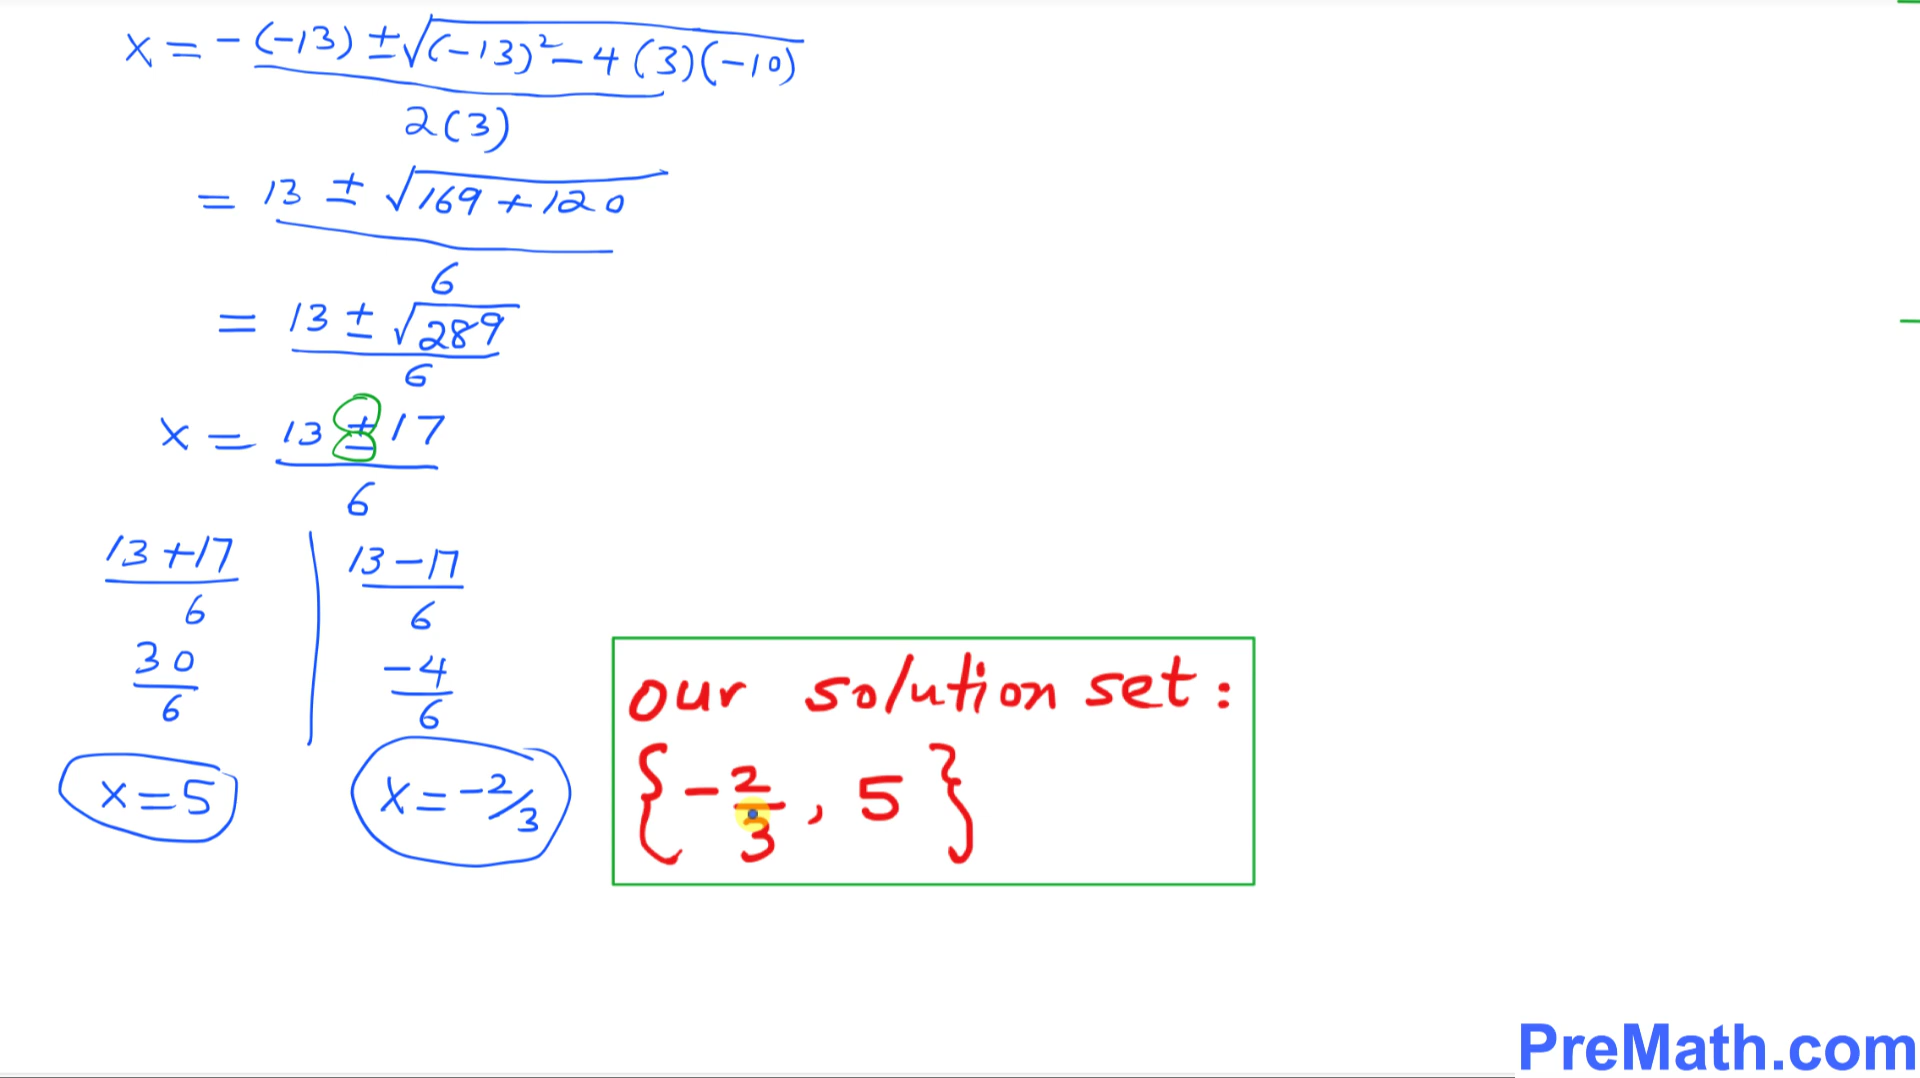 x = -(-13) ± √(-13)² - 4(3)(-10)
2(3)
= 13 ± √169 + 120
6
= 13 ± √289
6
x = 13 ± 17
6
13 + 17
6
30
6
x = 5
13 - 17
6
-4
6
x = -2/3
our solution set:
{-2/3, 5}
PreMath.com